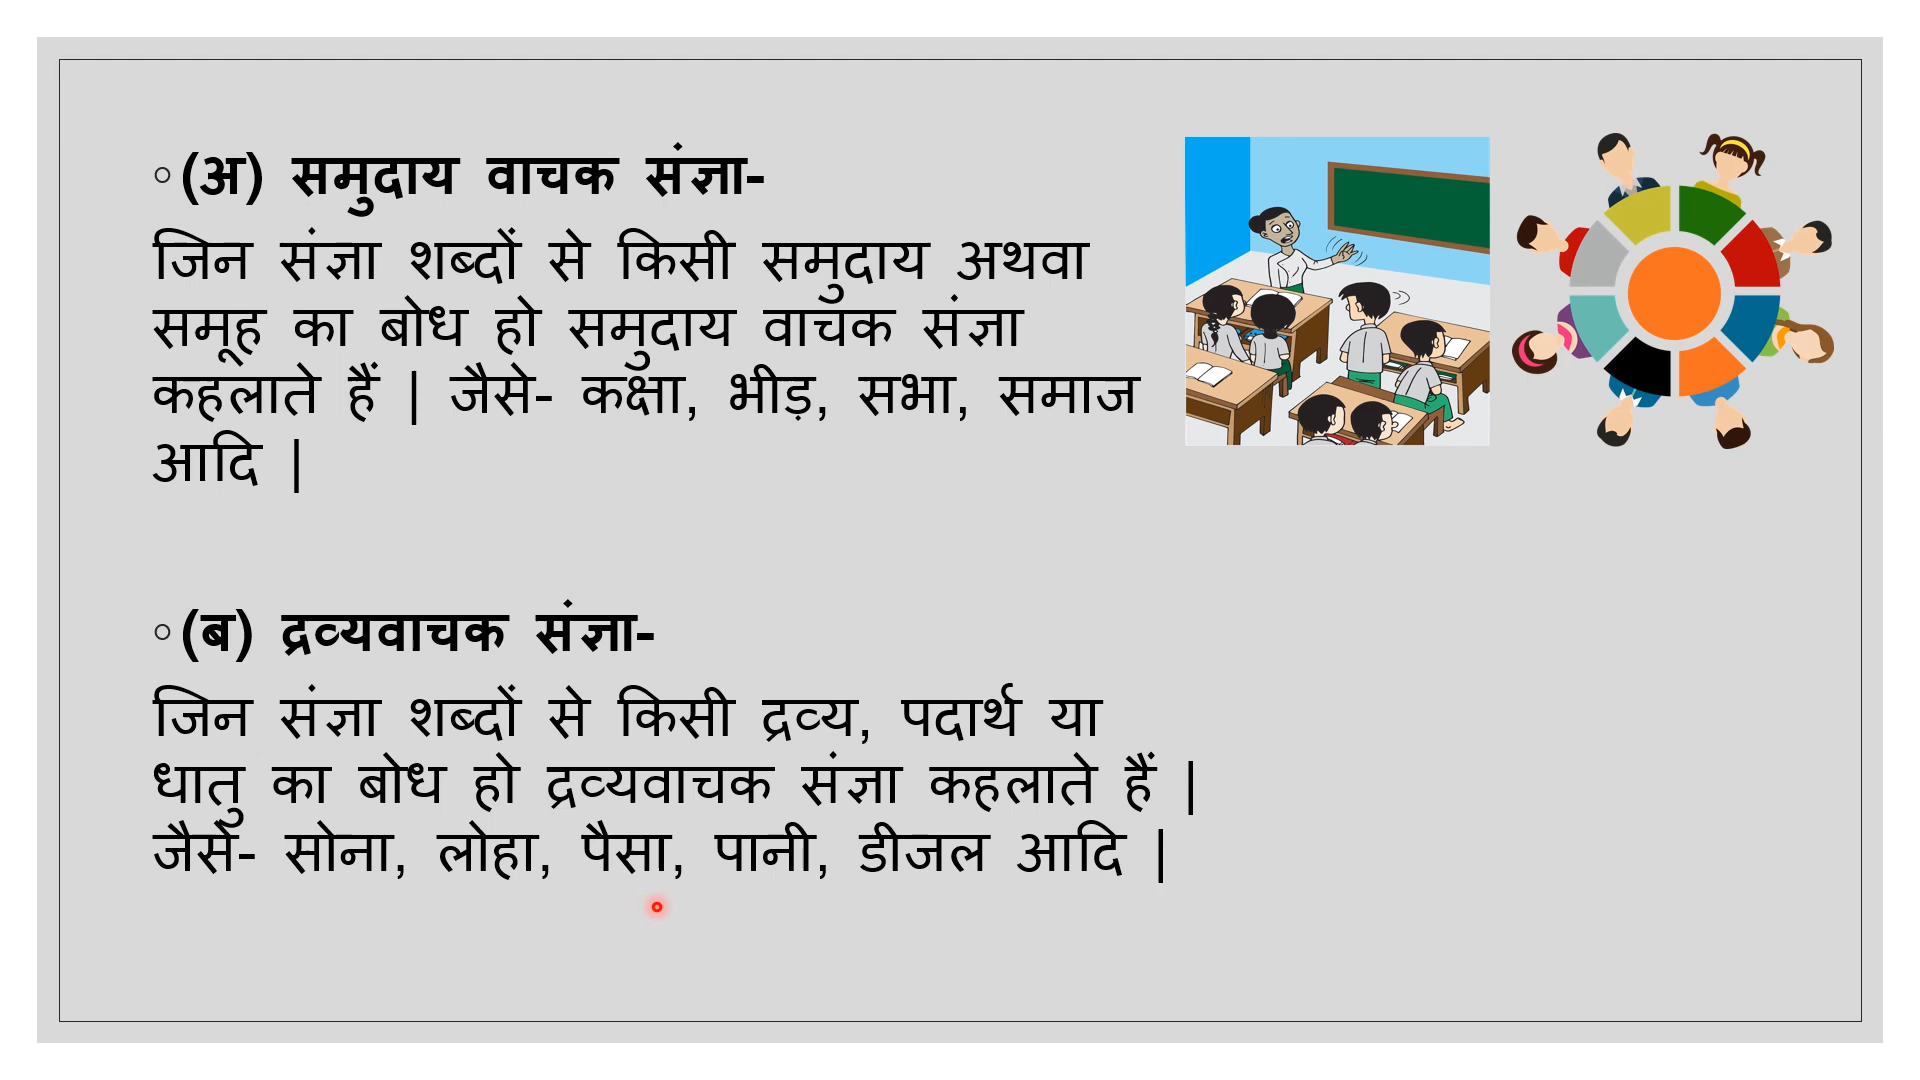 (अ) समुदाय वाचक संज्ञा-
जिन संज्ञा शब्दों से किसी समुदाय अथवा
समूह का बोध हो समुदाय वाचक संज्ञा
कहलाते हैं | जैसे- कक्षा, भीड़, सभा, समाज
आदि |
(ब) द्रव्यवाचक संज्ञा-
जिन संज्ञा शब्दों से किसी द्रव्य, पदार्थ या
धातु का बोध हो द्रव्यवाचक संज्ञा कहलाते हैं |
जैसे- सोना, लोहा, पैसा, पानी, डीजल आदि |